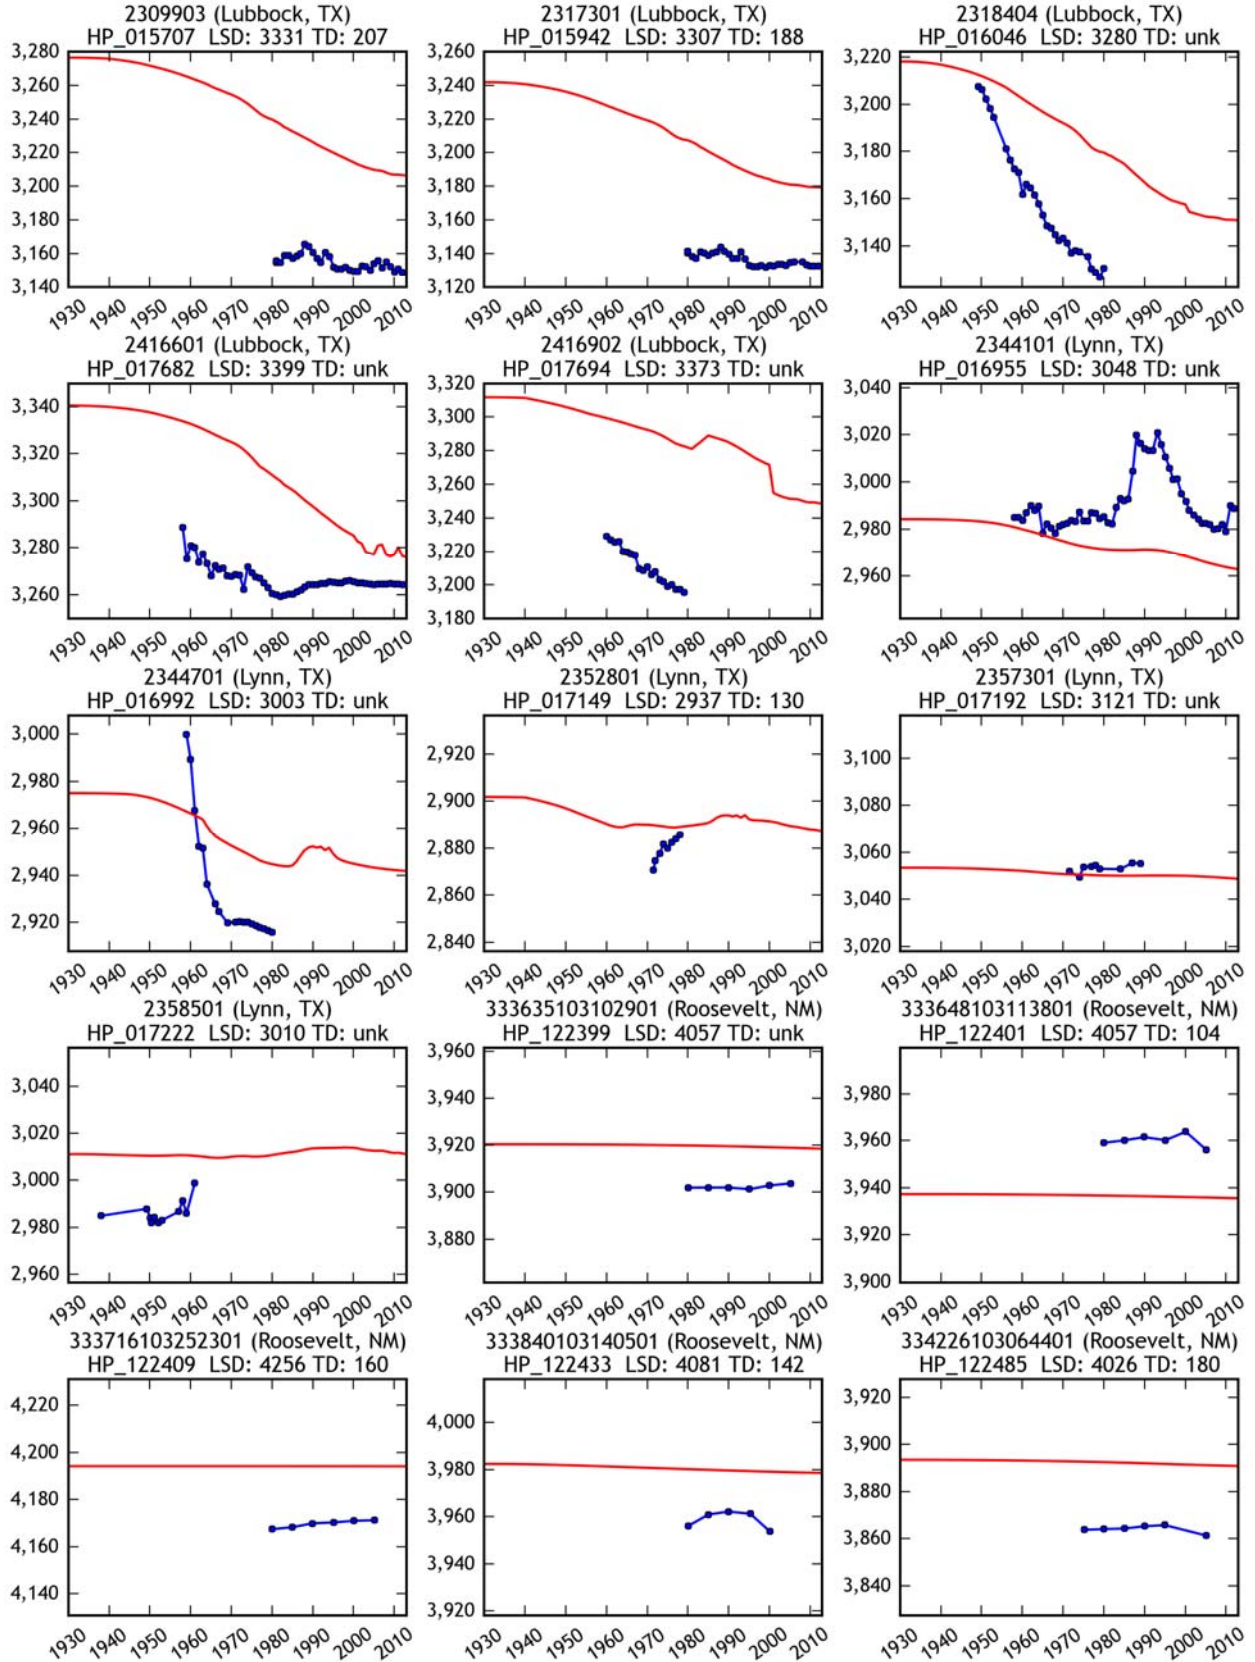 2309903 (Lubbock, TX)
HP_015707 LSD: 3331 TD: 207
3,280
3,260
3,240
3,220
3,200
3,180
3,160
3,140
1930 1940 1950 1960 1970 1980 1990 2000 2010
2317301 (Lubbock, TX)
HP_015942 LSD: 3307 TD: 188
3,260
3,240
3,220
3,200
3,180
3,160
3,140
3,120
1930 1940 1950 1960 1970 1980 1990 2000 2010
2318404 (Lubbock, TX)
HP_016046 LSD: 3280 TD: unk
3,220
3,200
3,180
3,160
3,140
1930 1940 1950 1960 1970 1980 1990 2000 2010
2416601 (Lubbock, TX)
HP_017682 LSD: 3399 TD: unk
3,340
3,320
3,300
3,280
3,260
1930 1940 1950 1960 1970 1980 1990 2000 2010
2416902 (Lubbock, TX)
HP_017694 LSD: 3373 TD: unk
3,320
3,300
3,280
3,260
3,240
3,220
3,200
3,180
1930 1940 1950 1960 1970 1980 1990 2000 2010
2344101 (Lynn, TX)
HP_016955 LSD: 3048 TD: unk
3,040
3,020
3,000
2,980
2,960
1930 1940 1950 1960 1970 1980 1990 2000 2010
2344701 (Lynn, TX)
HP_016992 LSD: 3003 TD: unk
3,000
2,980
2,960
2,940
2,920
1930 1940 1950 1960 1970 1980 1990 2000 2010
2352801 (Lynn, TX)
HP_017149 LSD: 2937 TD: 130
2,920
2,900
2,880
2,860
2,840
1930 1940 1950 1960 1970 1980 1990 2000 2010
2357301 (Lynn, TX)
HP_017192 LSD: 3121 TD: unk
3,100
3,080
3,060
3,040
3,020
1930 1940 1950 1960 1970 1980 1990 2000 2010
2358501 (Lynn, TX)
HP_017222 LSD: 3010 TD: unk
3,040
3,020
3,000
2,980
2,960
1930 1940 1950 1960 1970 1980 1990 2000 2010
333635103102901 (Roosevelt, NM)
HP_122399 LSD: 4057 TD: unk
3,960
3,940
3,920
3,900
3,880
1930 1940 1950 1960 1970 1980 1990 2000 2010
333648103113801 (Roosevelt, NM)
HP_122401 LSD: 4057 TD: 104
3,980
3,960
3,940
3,920
3,900
1930 1940 1950 1960 1970 1980 1990 2000 2010
333716103252301 (Roosevelt, NM)
HP_122409 LSD: 4256 TD: 160
4,220
4,200
4,180
4,160
4,140
1930 1940 1950 1960 1970 1980 1990 2000 2010
333840103140501 (Roosevelt, NM)
HP_122433 LSD: 4081 TD: 142
4,000
3,980
3,960
3,940
3,920
1930 1940 1950 1960 1970 1980 1990 2000 2010
334226103064401 (Roosevelt, NM)
HP_122485 LSD: 4026 TD: 180
3,920
3,900
3,880
3,860
3,840
1930 1940 1950 1960 1970 1980 1990 2000 2010